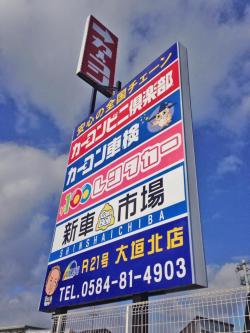 安心の全国チェーン
カーコンビニ倶楽部
カーコン車検
100
レンタカー
新車市場
SHINSHAICHIBA
R21号 大垣北店
TEL. 0584-81-4903